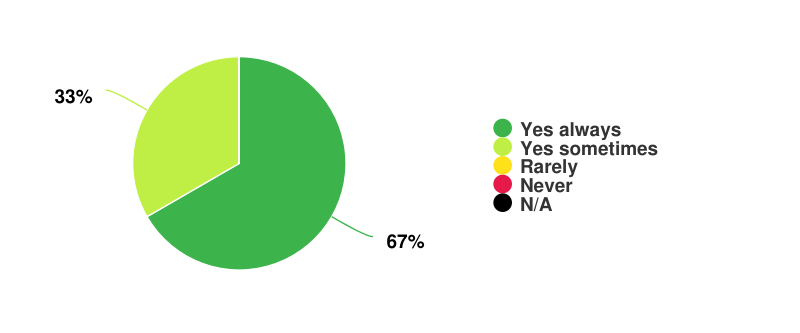 33%
67%
Yes always
Yes sometimes
Rarely
Never
N/A